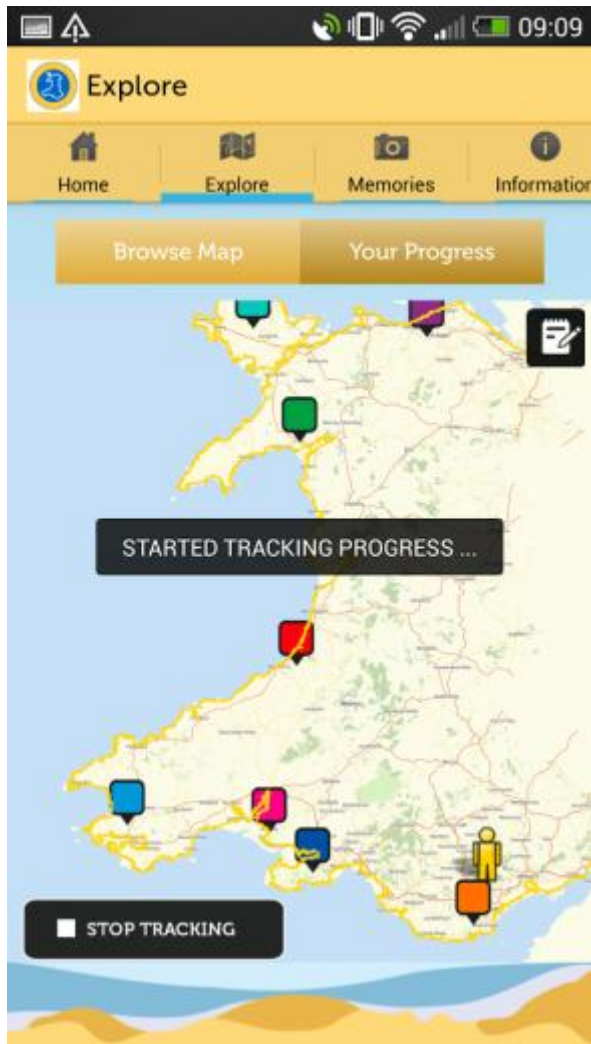 09:09
Explore
Home Explore Memories Information
Browse Map Your Progress
STARTED TRACKING PROGRESS ...
STOP TRACKING